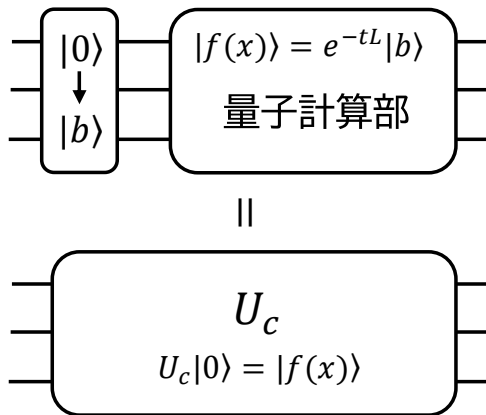 |0⟩
↓
|b⟩
|f(x)⟩ = e^{-tL}|b⟩
量子計算部
=
U_c
U_c|0⟩ = |f(x)⟩